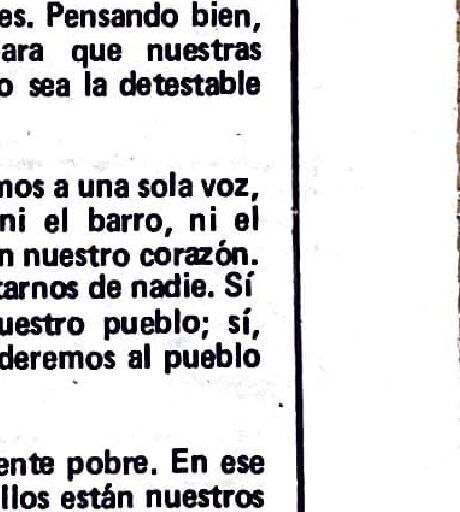 es. Pensando bien,
ara que nuestras
o sea la detestable
mos a una sola voz,
ni el barro, ni el
n nuestro corazón.
tarnos de nadie. Sí
uestro pueblo; sí,
deremos al pueblo
ente pobre. En ese
llos están nuestros